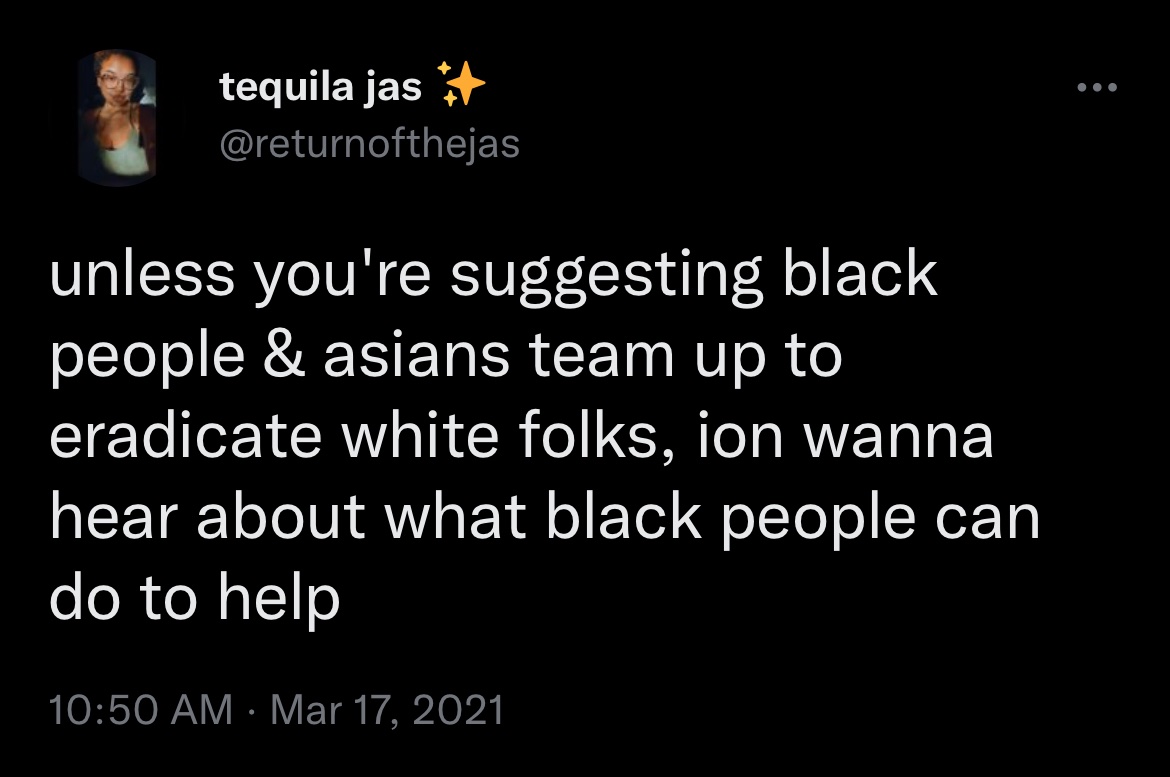 tequila jas ✨
@returnofthejas
unless you're suggesting black
people & asians team up to
eradicate white folks, ion wanna
hear about what black people can
do to help
10:50 AM · Mar 17, 2021